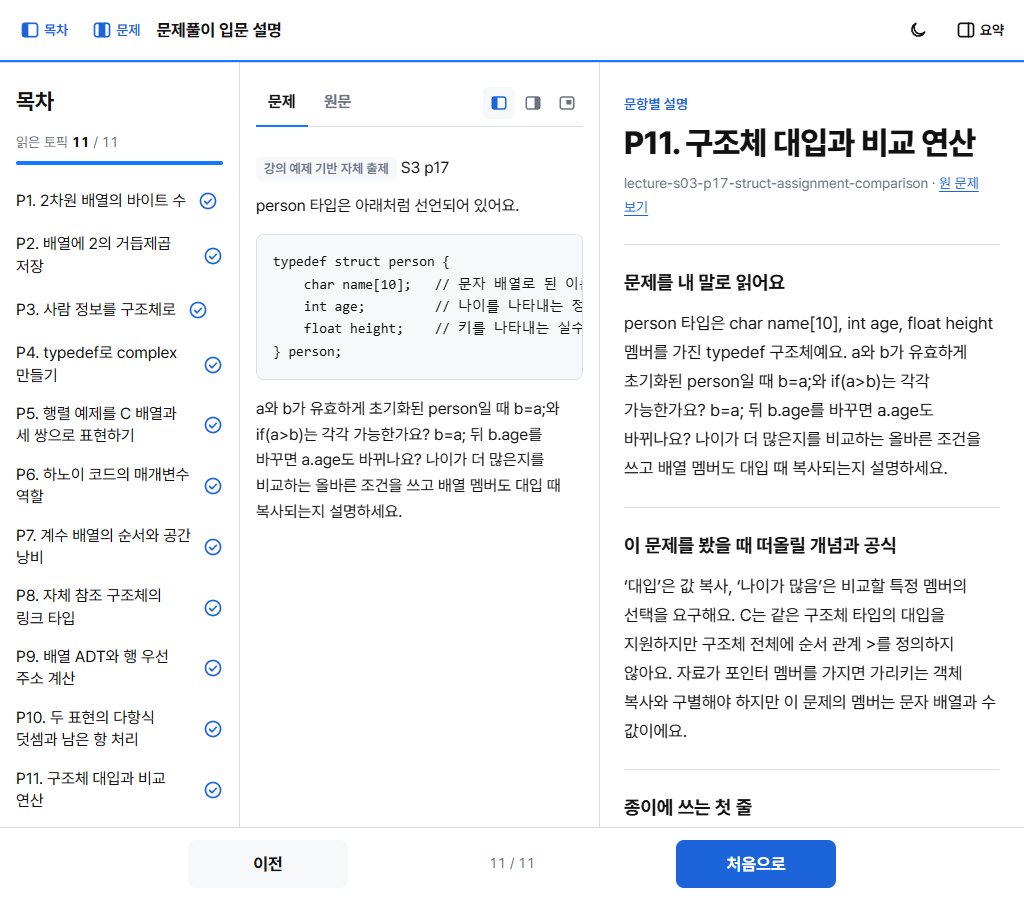 목차 문제 문제풀이 입문 설명 요약
목차
읽은 토픽 11 / 11
P1. 2차원 배열의 바이트 수
P2. 배열에 2의 거듭제곱
저장
P3. 사람 정보를 구조체로
P4. typedef로 complex
만들기
P5. 행렬 예제를 C 배열과
세 쌍으로 표현하기
P6. 하노이 코드의 매개변수
역할
P7. 계수 배열의 순서와 공간
낭비
P8. 자체 참조 구조체의
링크 타입
P9. 배열 ADT와 행 우선
주소 계산
P10. 두 표현의 다항식
덧셈과 남은 항 처리
P11. 구조체 대입과 비교
연산
문제 원문
강의 예제 기반 자체 출제 S3 p17
person 타입은 아래처럼 선언되어 있어요.
typedef struct person {
    char name[10];   // 문자 배열로 된 이
    int age;         // 나이를 나타내는 정
    float height;    // 키를 나타내는 실수
} person;
a와 b가 유효하게 초기화된 person일 때 b=a;와
if(a>b)는 각각 가능한가요? b=a; 뒤 b.age를
바꾸면 a.age도 바뀌나요? 나이가 더 많은지를
비교하는 올바른 조건을 쓰고 배열 멤버도 대입 때
복사되는지 설명하세요.
문항별 설명
P11. 구조체 대입과 비교 연산
lecture-s03-p17-struct-assignment-comparison · 원 문제
보기
문제를 내 말로 읽어요
person 타입은 char name[10], int age, float height
멤버를 가진 typedef 구조체예요. a와 b가 유효하게
초기화된 person일 때 b=a;와 if(a>b)는 각각
가능한가요? b=a; 뒤 b.age를 바꾸면 a.age도
바뀌나요? 나이가 더 많은지를 비교하는 올바른 조건을
쓰고 배열 멤버도 대입 때 복사되는지 설명하세요.
이 문제를 봤을 때 떠올릴 개념과 공식
‘대입’은 값 복사, ‘나이가 많음’은 비교할 특정 멤버의
선택을 요구해요. C는 같은 구조체 타입의 대입을
지원하지만 구조체 전체에 순서 관계 >를 정의하지
않아요. 자료가 포인터 멤버를 가지면 가리키는 객체
복사와 구별해야 하지만 이 문제의 멤버는 문자 배열과 수
값이에요.
종이에 쓰는 첫 줄
이전 11 / 11 처음으로